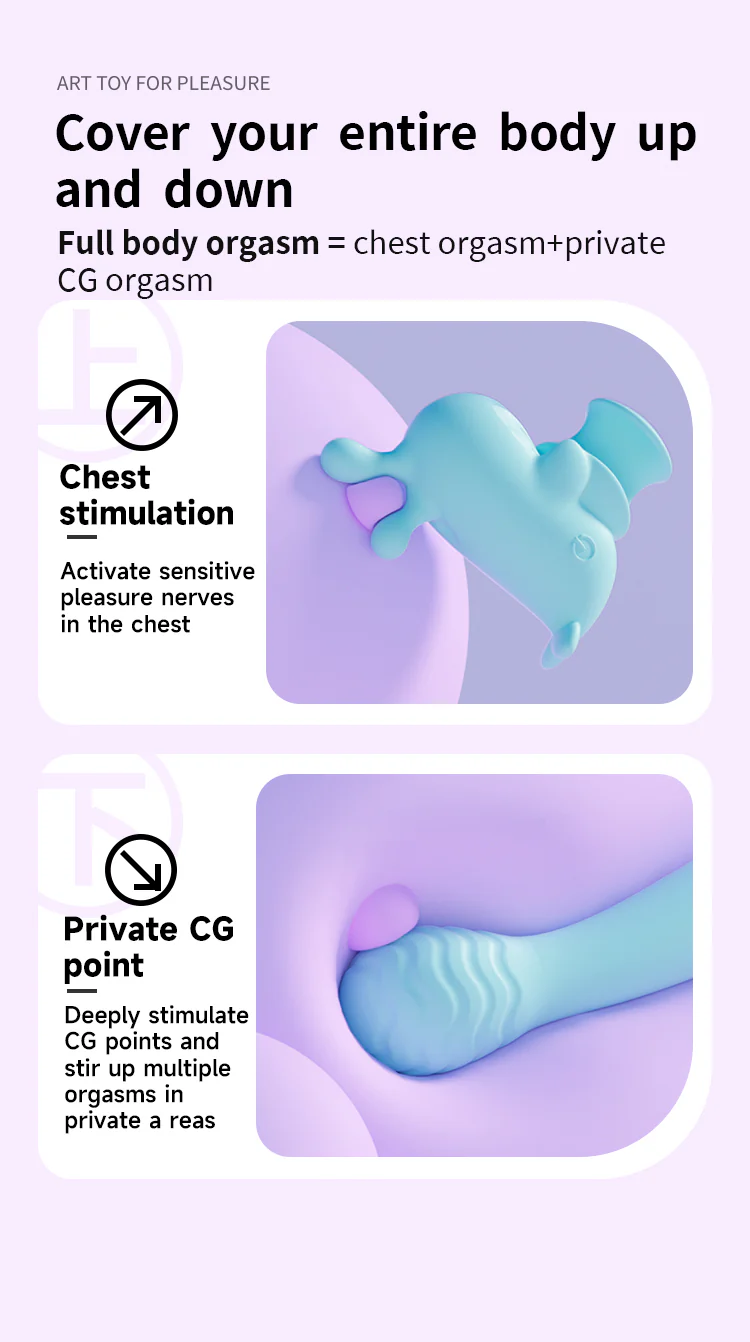 ART TOY FOR PLEASURE
Cover your entire body up
and down
Full body orgasm = chest orgasm+private
CG orgasm
上
Chest
stimulation
Activate sensitive
pleasure nerves
in the chest
下
Private CG
point
Deeply stimulate
CG points and
stir up multiple
orgasms in
private a reas